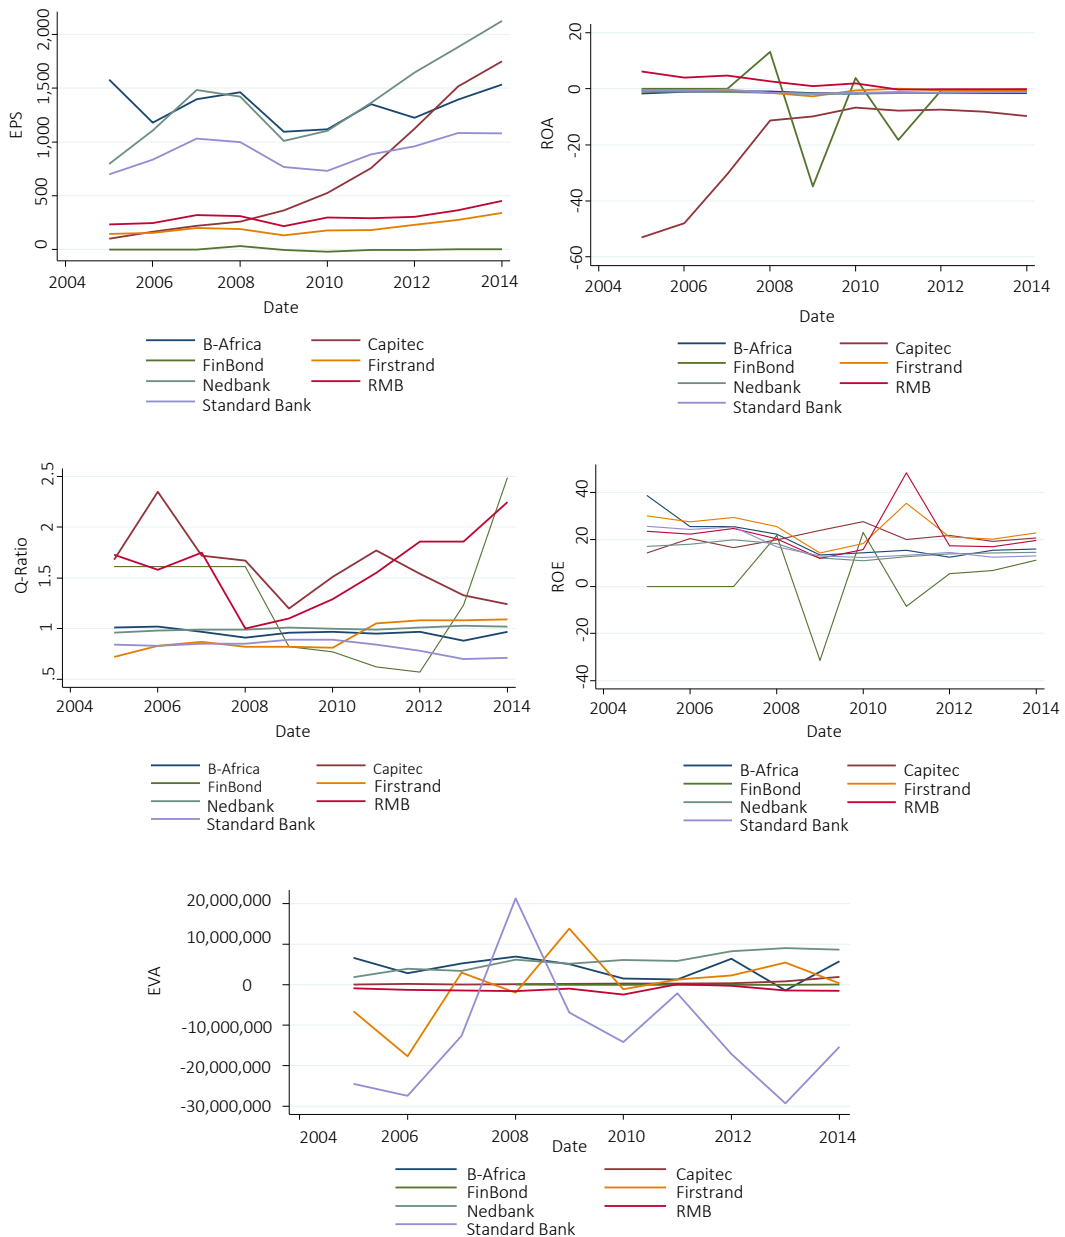 EPS
2,000
1,500
1,000
500
0
2004 2006 2008 2010 2012 2014
Date
B-Africa Capitec
FinBond Firstrand
Nedbank RMB
Standard Bank
ROA
20
0
-20
-40
-60
2004 2006 2008 2010 2012 2014
Date
B-Africa Capitec
FinBond Firstrand
Nedbank RMB
Standard Bank
Q-Ratio
2.5
2
1.5
1
.5
2004 2006 2008 2010 2012 2014
Date
B-Africa Capitec
FinBond Firstrand
Nedbank RMB
Standard Bank
ROE
40
20
0
-20
-40
2004 2006 2008 2010 2012 2014
Date
B-Africa Capitec
FinBond Firstrand
Nedbank RMB
Standard Bank
EVA
20,000,000
10,000,000
0
-10,000,000
-20,000,000
-30,000,000
2004 2006 2008 2010 2012 2014
Date
B-Africa Capitec
FinBond Firstrand
Nedbank RMB
Standard Bank